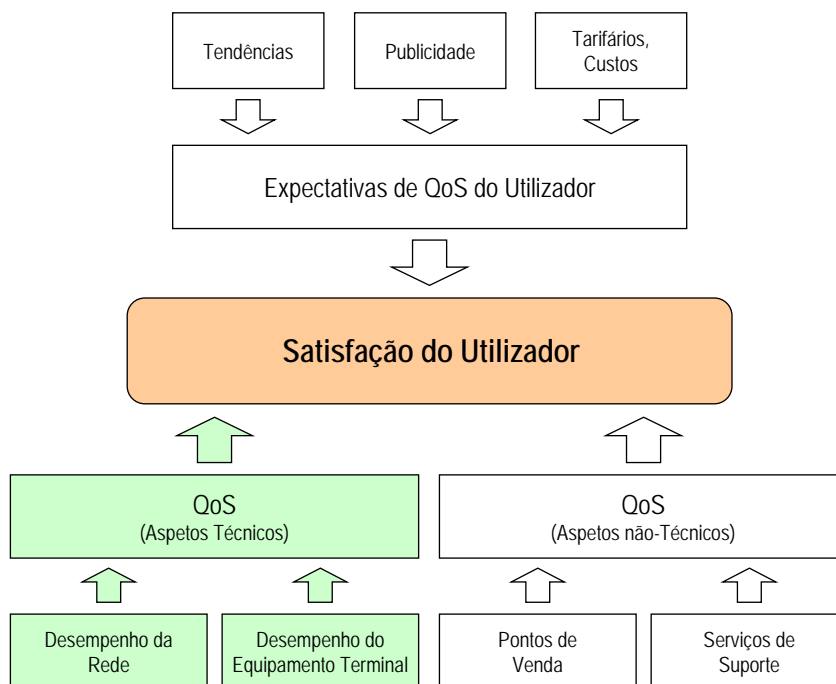 Tendências
Publicidade
Tarifários,
Custos
Expectativas de QoS do Utilizador
Satisfação do Utilizador
QoS
(Aspetos Técnicos)
QoS
(Aspetos não-Técnicos)
Desempenho da
Rede
Desempenho do
Equipamento Terminal
Pontos de
Venda
Serviços de
Suporte